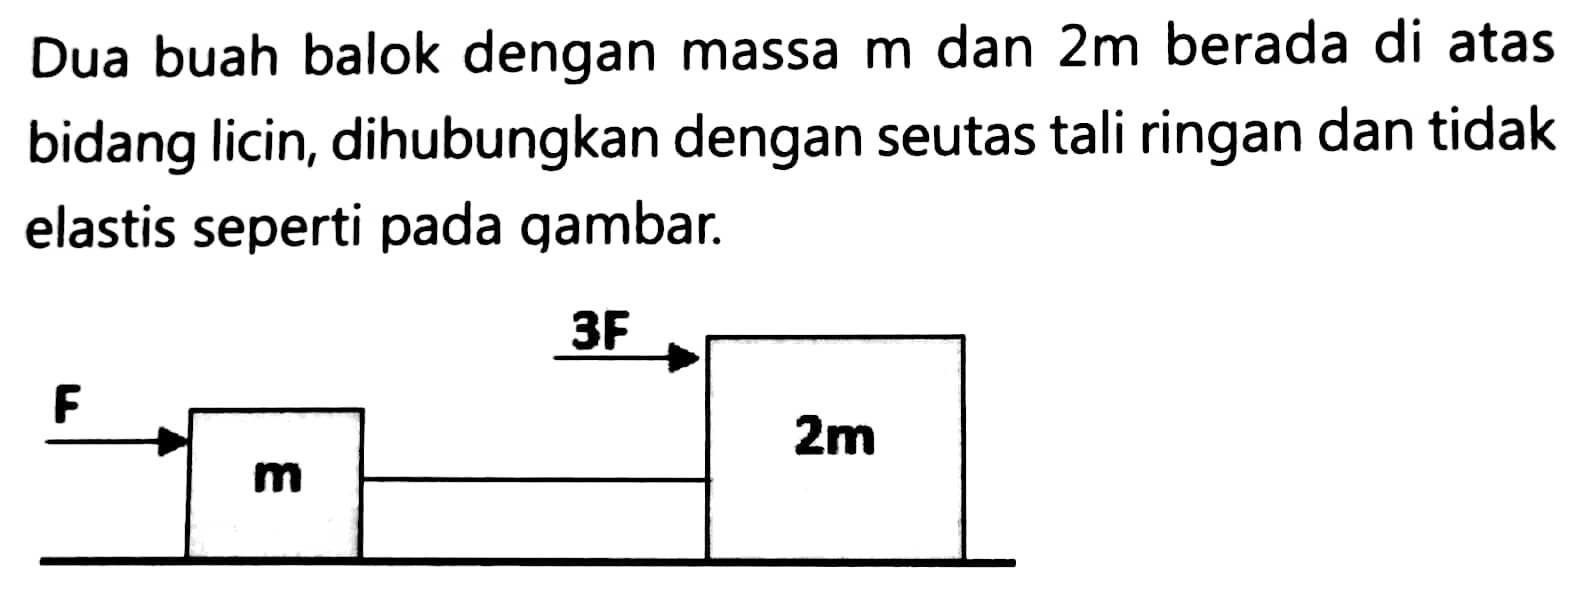 Dua buah balok dengan massa m dan 2m berada di atas
bidang licin, dihubungkan dengan seutas tali ringan dan tidak
elastis seperti pada gambar.
3F
F
2m
m